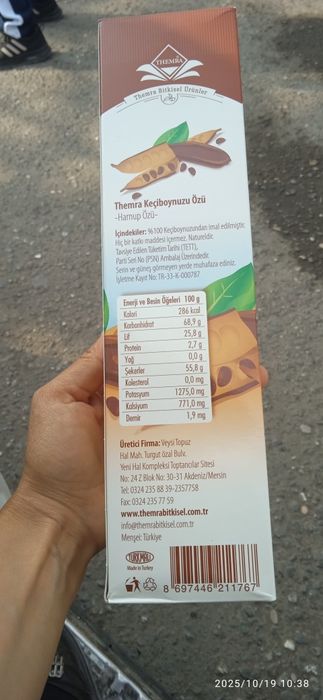 THEMRA
Themra Bitkisel Ürünler
Themra Keçiboynuzu Özü
-Harnup Özü-
İçindekiler: %100 Keçiboynuzundan imal edilmiştir.
Hiç bir katkı maddesi içermez. Natureldir.
Tavsiye Edilen Tüketim Tarihi (TETT),
Parti Seri No (PSN) Ambalaj Üzerindedir.
Serin ve güneş görmeyen yerde muhafaza ediniz.
İşletme Kayıt No: TR-33-K-000787
Enerji ve Besin Öğeleri 100 g
Kalori 286 kcal
Karbonhidrat 68,9 g
Lif 25,8 g
Protein 2,7 g
Yağ 0,0 g
Şekerler 55,8 g
Kolesterol 0,0 mg
Potasyum 1275,0 mg
Kalsiyum 771,0 mg
Demir 1,9 mg
Üretici Firma: Veysi Topuz
Hal Mah. Turgut özal Bulv.
Yeni Hal Kompleksi Toptancılar Sitesi
No: 24 Z Blok No: 30-31 Akdeniz/Mersin
Tel: 0324 235 88 39-2357758
Fax: 0324 235 77 59
www.themrabitkisel.com.tr
info@themrabitkisel.com.tr
Menşei: Türkiye
TÜRK MALI
Made in Turkey
8 697446 211767
2025/10/19 10:38